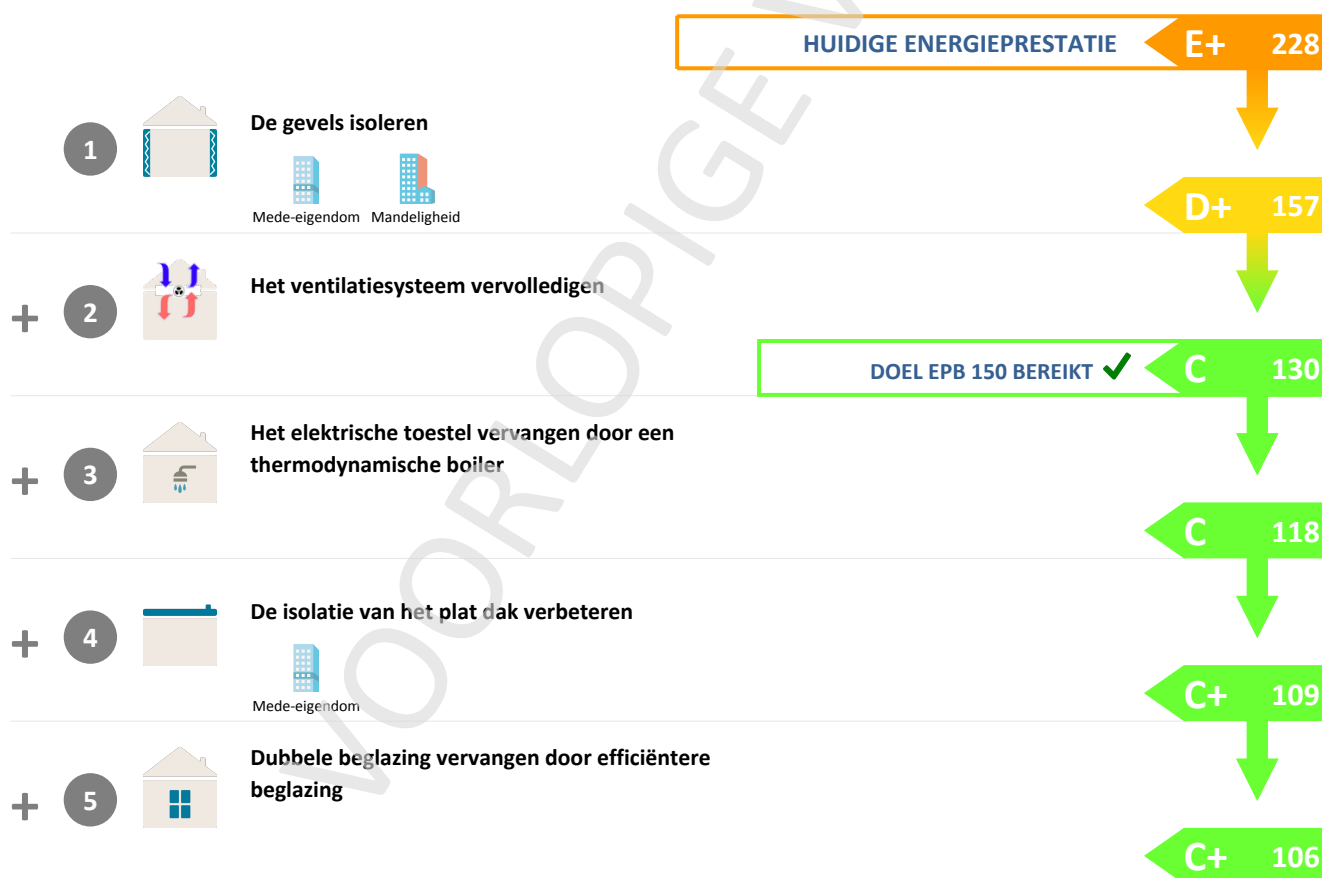 HUIDIGE ENERGIEPRESTATIE E+ 228
1 De gevels isoleren
Mede-eigendom Mandeligheid
D+ 157
+ 2 Het ventilatiesysteem vervolledigen
DOEL EPB 150 BEREIKT ✔ C 130
+ 3 Het elektrische toestel vervangen door een
thermodynamische boiler
C 118
+ 4 De isolatie van het plat dak verbeteren
Mede-eigendom
C+ 109
+ 5 Dubbele beglazing vervangen door efficiëntere
beglazing
C+ 106
VOORLOPIGE